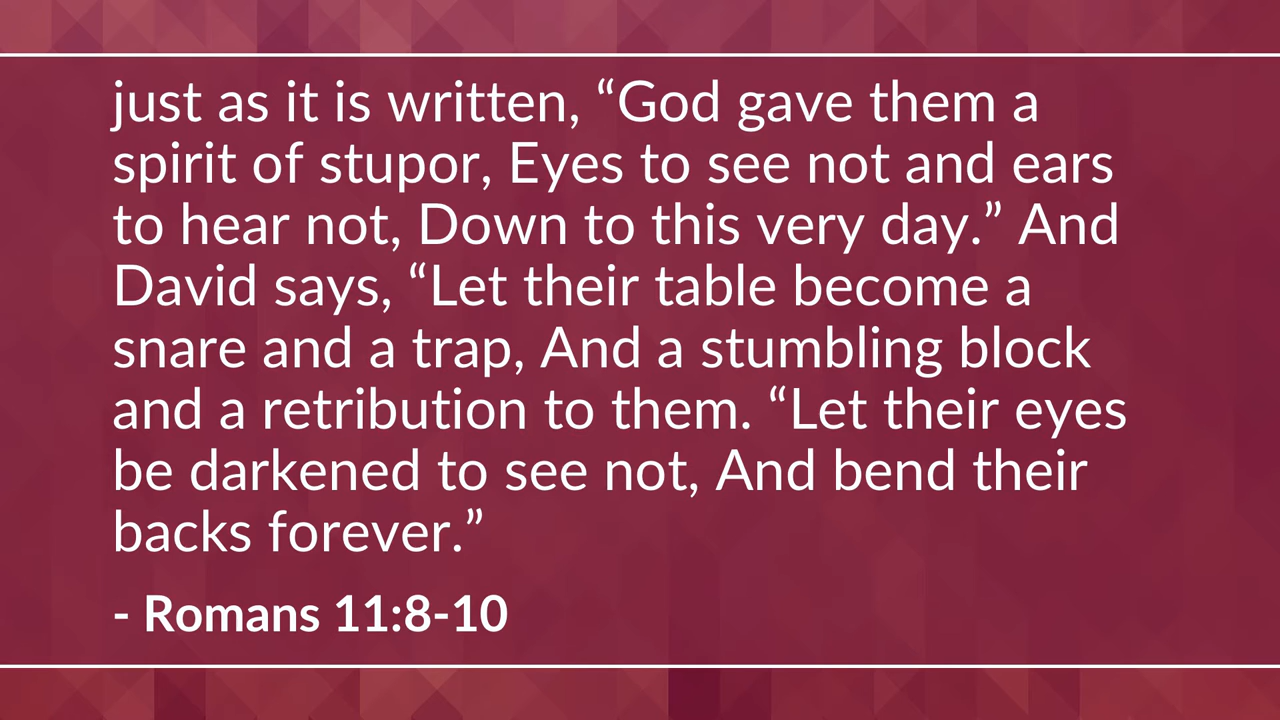 just as it is written, “God gave them a
spirit of stupor, Eyes to see not and ears
to hear not, Down to this very day.” And
David says, “Let their table become a
snare and a trap, And a stumbling block
and a retribution to them. “Let their eyes
be darkened to see not, And bend their
backs forever.”
- Romans 11:8-10